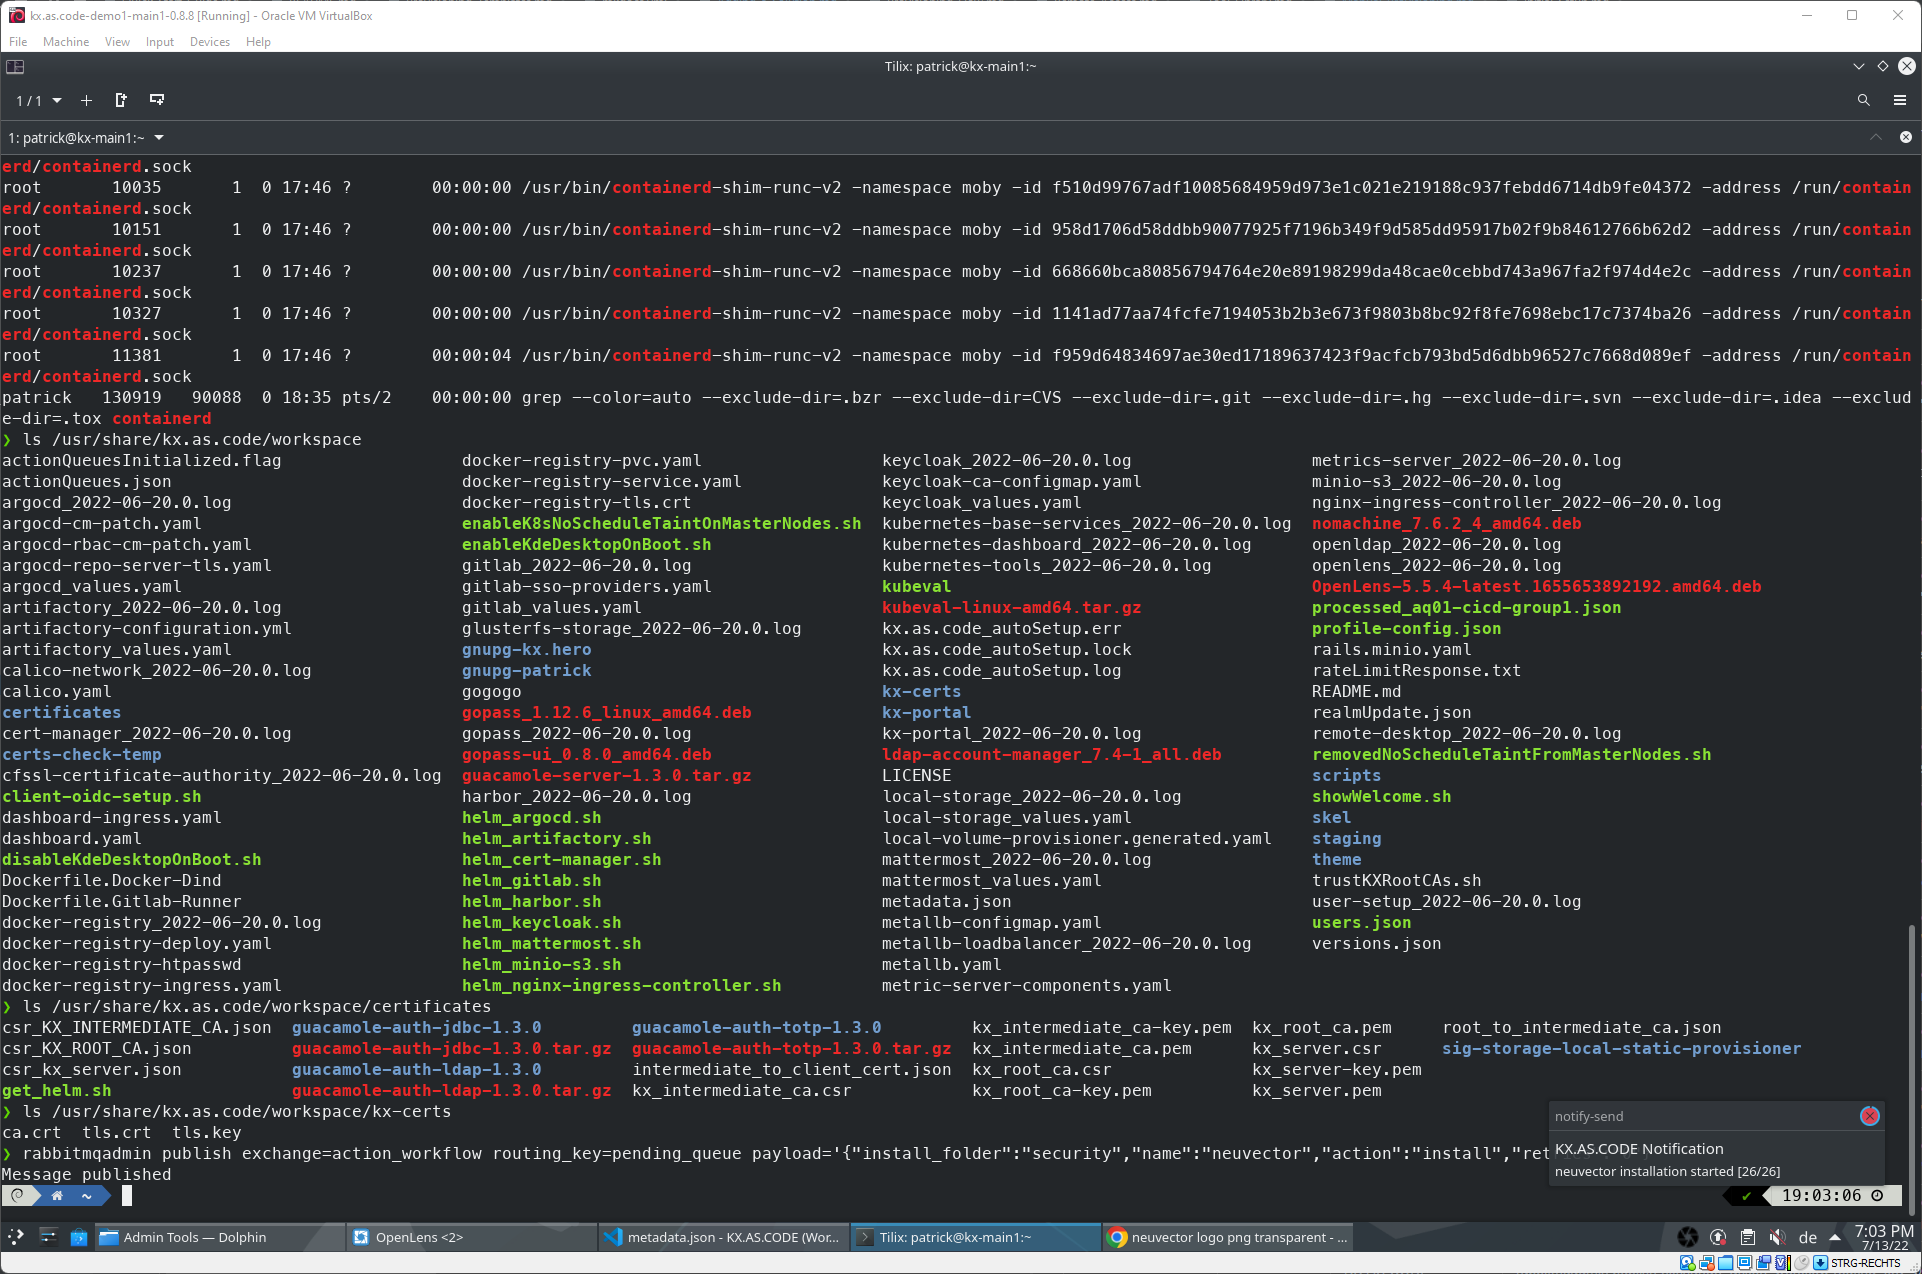 kx.as.code-demo1-main1-0.8.8 [Running] - Oracle VM VirtualBox
File Machine View Input Devices Help
Tilix: patrick@kx-main1:~
1 / 1
1: patrick@kx-main1:~
erd/containerd.sock
root 10035 1 0 17:46 ? 00:00:00 /usr/bin/containerd-shim-runc-v2 -namespace moby -id f510d99767adf10085684959d973e1c021e219188c937febdd6714db9fe04372 -address /run/contain
erd/containerd.sock
root 10151 1 0 17:46 ? 00:00:00 /usr/bin/containerd-shim-runc-v2 -namespace moby -id 958d1706d58ddbb90077925f7196b349f9d585dd95917b02f9b84612766b62d2 -address /run/contain
erd/containerd.sock
root 10237 1 0 17:46 ? 00:00:00 /usr/bin/containerd-shim-runc-v2 -namespace moby -id 668660bca80856794764e20e89198299da48cae0cebbd743a967fa2f974d4e2c -address /run/contain
erd/containerd.sock
root 10327 1 0 17:46 ? 00:00:00 /usr/bin/containerd-shim-runc-v2 -namespace moby -id 1141ad77aa74fcfe7194053b2b3e673f9803b8bc92f8fe7698ebc17c7374ba26 -address /run/contain
erd/containerd.sock
root 11381 1 0 17:46 ? 00:00:04 /usr/bin/containerd-shim-runc-v2 -namespace moby -id f959d64834697ae30ed17189637423f9acfcb793bd5d6dbb96527c7668d089ef -address /run/contain
erd/containerd.sock
patrick 130919 90088 0 18:35 pts/2 00:00:00 grep --color=auto --exclude-dir=.bzr --exclude-dir=CVS --exclude-dir=.git --exclude-dir=.hg --exclude-dir=.svn --exclude-dir=.idea --exclud
e-dir=.tox containerd
❯ ls /usr/share/kx.as.code/workspace
actionQueuesInitialized.flag docker-registry-pvc.yaml keycloak_2022-06-20.0.log metrics-server_2022-06-20.0.log
actionQueues.json docker-registry-service.yaml keycloak-ca-configmap.yaml minio-s3_2022-06-20.0.log
argocd_2022-06-20.0.log docker-registry-tls.crt keycloak_values.yaml nginx-ingress-controller_2022-06-20.0.log
argocd-cm-patch.yaml enableK8sNoScheduleTaintOnMasterNodes.sh kubernetes-base-services_2022-06-20.0.log nomachine_7.6.2_4_amd64.deb
argocd-rbac-cm-patch.yaml enableKdeDesktopOnBoot.sh kubernetes-dashboard_2022-06-20.0.log openldap_2022-06-20.0.log
argocd-repo-server-tls.yaml gitlab_2022-06-20.0.log kubernetes-tools_2022-06-20.0.log openlens_2022-06-20.0.log
argocd_values.yaml gitlab-sso-providers.yaml kubeval OpenLens-5.5.4-latest.1655653892192.amd64.deb
artifactory_2022-06-20.0.log gitlab_values.yaml kubeval-linux-amd64.tar.gz processed_aq01-cicd-group1.json
artifactory-configuration.yml glusterfs-storage_2022-06-20.0.log kx.as.code_autoSetup.err profile-config.json
artifactory_values.yaml gnupg-kx.hero kx.as.code_autoSetup.lock rails.minio.yaml
calico-network_2022-06-20.0.log gnupg-patrick kx.as.code_autoSetup.log rateLimitResponse.txt
calico.yaml gogogo kx-certs README.md
certificates gopass_1.12.6_linux_amd64.deb kx-portal realmUpdate.json
cert-manager_2022-06-20.0.log gopass_2022-06-20.0.log kx-portal_2022-06-20.0.log remote-desktop_2022-06-20.0.log
certs-check-temp gopass-ui_0.8.0_amd64.deb ldap-account-manager_7.4-1_all.deb removedNoScheduleTaintFromMasterNodes.sh
cfssl-certificate-authority_2022-06-20.0.log guacamole-server-1.3.0.tar.gz LICENSE scripts
client-oidc-setup.sh harbor_2022-06-20.0.log local-storage_2022-06-20.0.log showWelcome.sh
dashboard-ingress.yaml helm_argocd.sh local-storage_values.yaml skel
dashboard.yaml helm_artifactory.sh local-volume-provisioner.generated.yaml staging
disableKdeDesktopOnBoot.sh helm_cert-manager.sh mattermost_2022-06-20.0.log theme
Dockerfile.Docker-Dind helm_gitlab.sh mattermost_values.yaml trustKXRootCAs.sh
Dockerfile.Gitlab-Runner helm_harbor.sh metadata.json user-setup_2022-06-20.0.log
docker-registry_2022-06-20.0.log helm_keycloak.sh metallb-configmap.yaml users.json
docker-registry-deploy.yaml helm_mattermost.sh metallb-loadbalancer_2022-06-20.0.log versions.json
docker-registry-htpasswd helm_minio-s3.sh metallb.yaml
docker-registry-ingress.yaml helm_nginx-ingress-controller.sh metric-server-components.yaml
❯ ls /usr/share/kx.as.code/workspace/certificates
csr_KX_INTERMEDIATE_CA.json guacamole-auth-jdbc-1.3.0 guacamole-auth-totp-1.3.0 kx_intermediate_ca-key.pem kx_root_ca.pem root_to_intermediate_ca.json
csr_KX_ROOT_CA.json guacamole-auth-jdbc-1.3.0.tar.gz guacamole-auth-totp-1.3.0.tar.gz kx_intermediate_ca.pem kx_server.csr sig-storage-local-static-provisioner
csr_kx_server.json guacamole-auth-ldap-1.3.0 intermediate_to_client_cert.json kx_root_ca.csr kx_server-key.pem
get_helm.sh guacamole-auth-ldap-1.3.0.tar.gz kx_intermediate_ca.csr kx_root_ca-key.pem kx_server.pem
❯ ls /usr/share/kx.as.code/workspace/kx-certs
ca.crt tls.crt tls.key
❯ rabbitmqadmin publish exchange=action_workflow routing_key=pending_queue payload='{"install_folder":"security","name":"neuvector","action":"install","ret
Message published
~
✔ 19:03:06
notify-send
KX.AS.CODE Notification
neuvector installation started [26/26]
Admin Tools — Dolphin
OpenLens <2>
metadata.json - KX.AS.CODE (Wor...
Tilix: patrick@kx-main1:~
neuvector logo png transparent - ...
de
7:03 PM
7/13/22
STRG-RECHTS